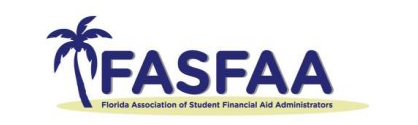 FASFAA
Florida Association of Student Financial Aid Administrators